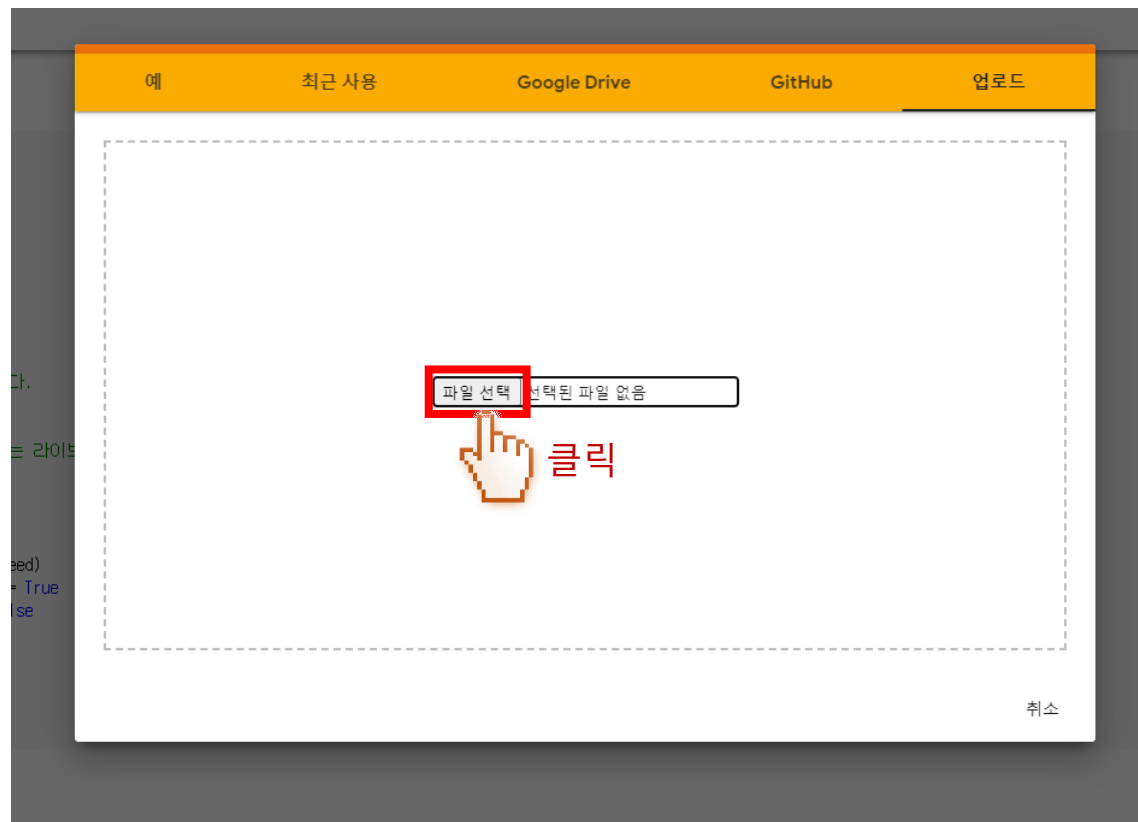 예 최근 사용 Google Drive GitHub 업로드
다.
파일 선택 선택된 파일 없음
는 라이브
클릭
eed)
= True
lse
취소